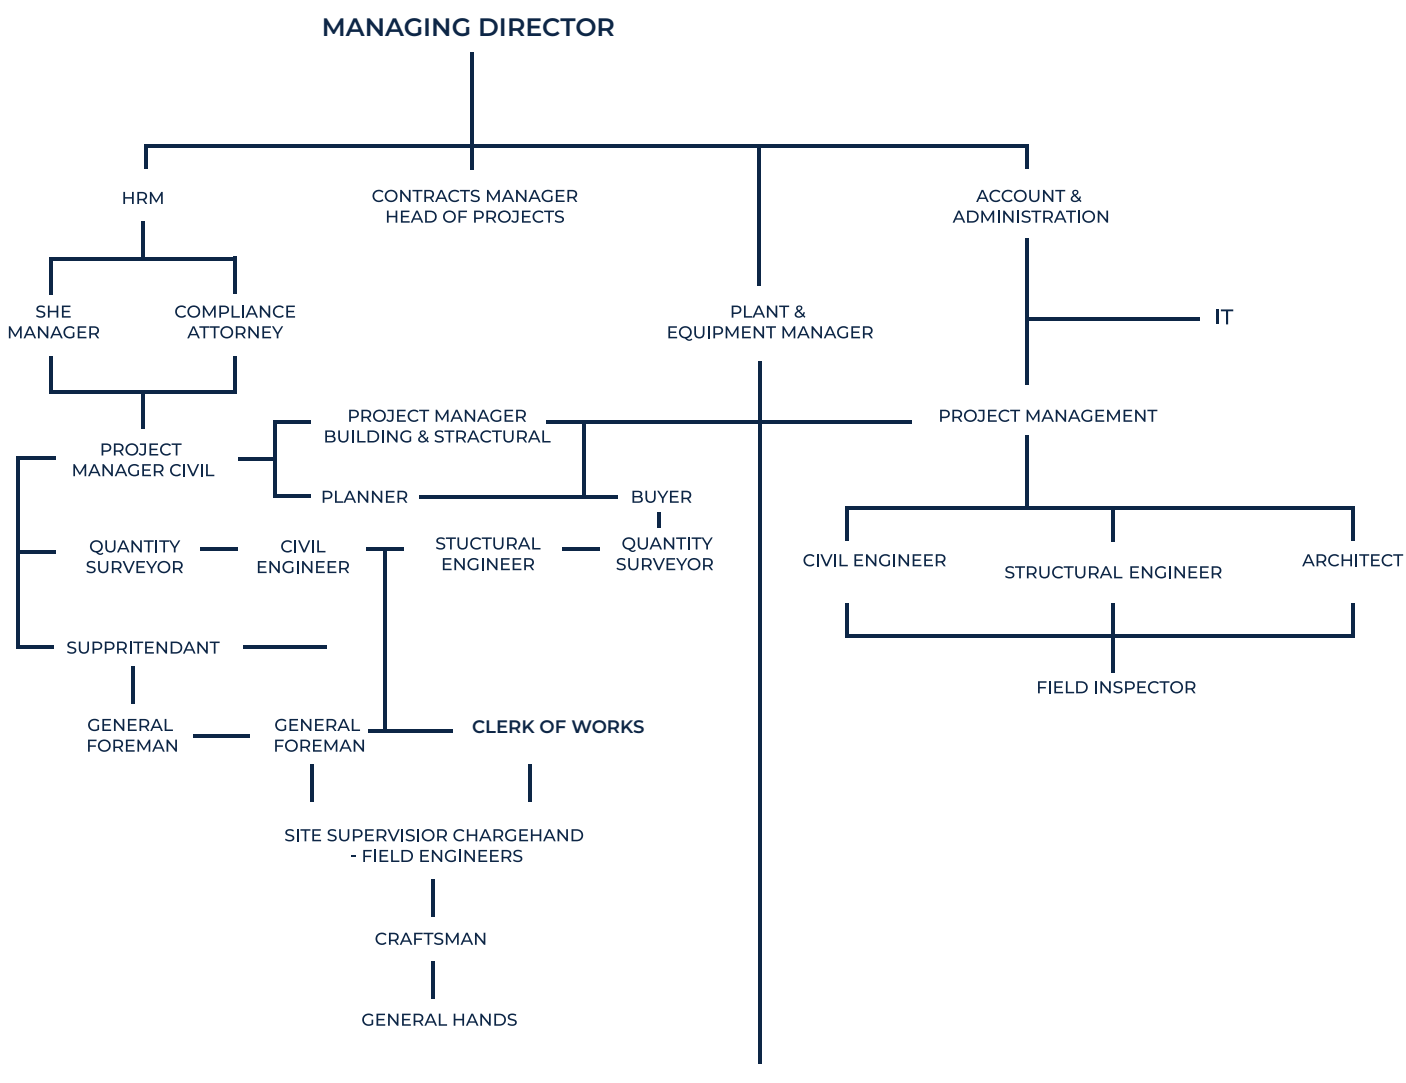 MANAGING DIRECTOR
HRM
CONTRACTS MANAGER
HEAD OF PROJECTS
ACCOUNT &
ADMINISTRATION
SHE
MANAGER
COMPLIANCE
ATTORNEY
PLANT &
EQUIPMENT MANAGER
IT
PROJECT MANAGER
BUILDING & STRACTURAL
PROJECT MANAGEMENT
PROJECT
MANAGER CIVIL
PLANNER
BUYER
QUANTITY
SURVEYOR
CIVIL
ENGINEER
STUCTURAL
ENGINEER
QUANTITY
SURVEYOR
CIVIL ENGINEER
STRUCTURAL ENGINEER
ARCHITECT
SUPPRITENDANT
FIELD INSPECTOR
GENERAL
FOREMAN
GENERAL
FOREMAN
CLERK OF WORKS
SITE SUPERVISIOR CHARGEHAND
- FIELD ENGINEERS
CRAFTSMAN
GENERAL HANDS